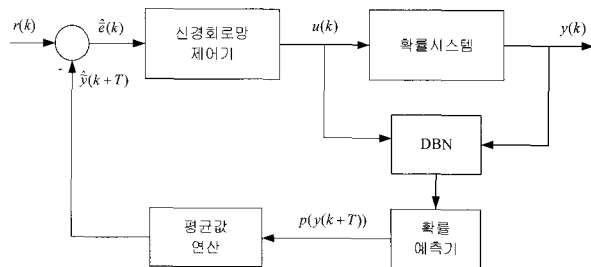 r(k)
ê(k)
신경회로망
제어기
u(k)
확률시스템
y(k)
-
ŷ(k+T)
DBN
평균값
연산
p(y(k+T))
확률
예측기